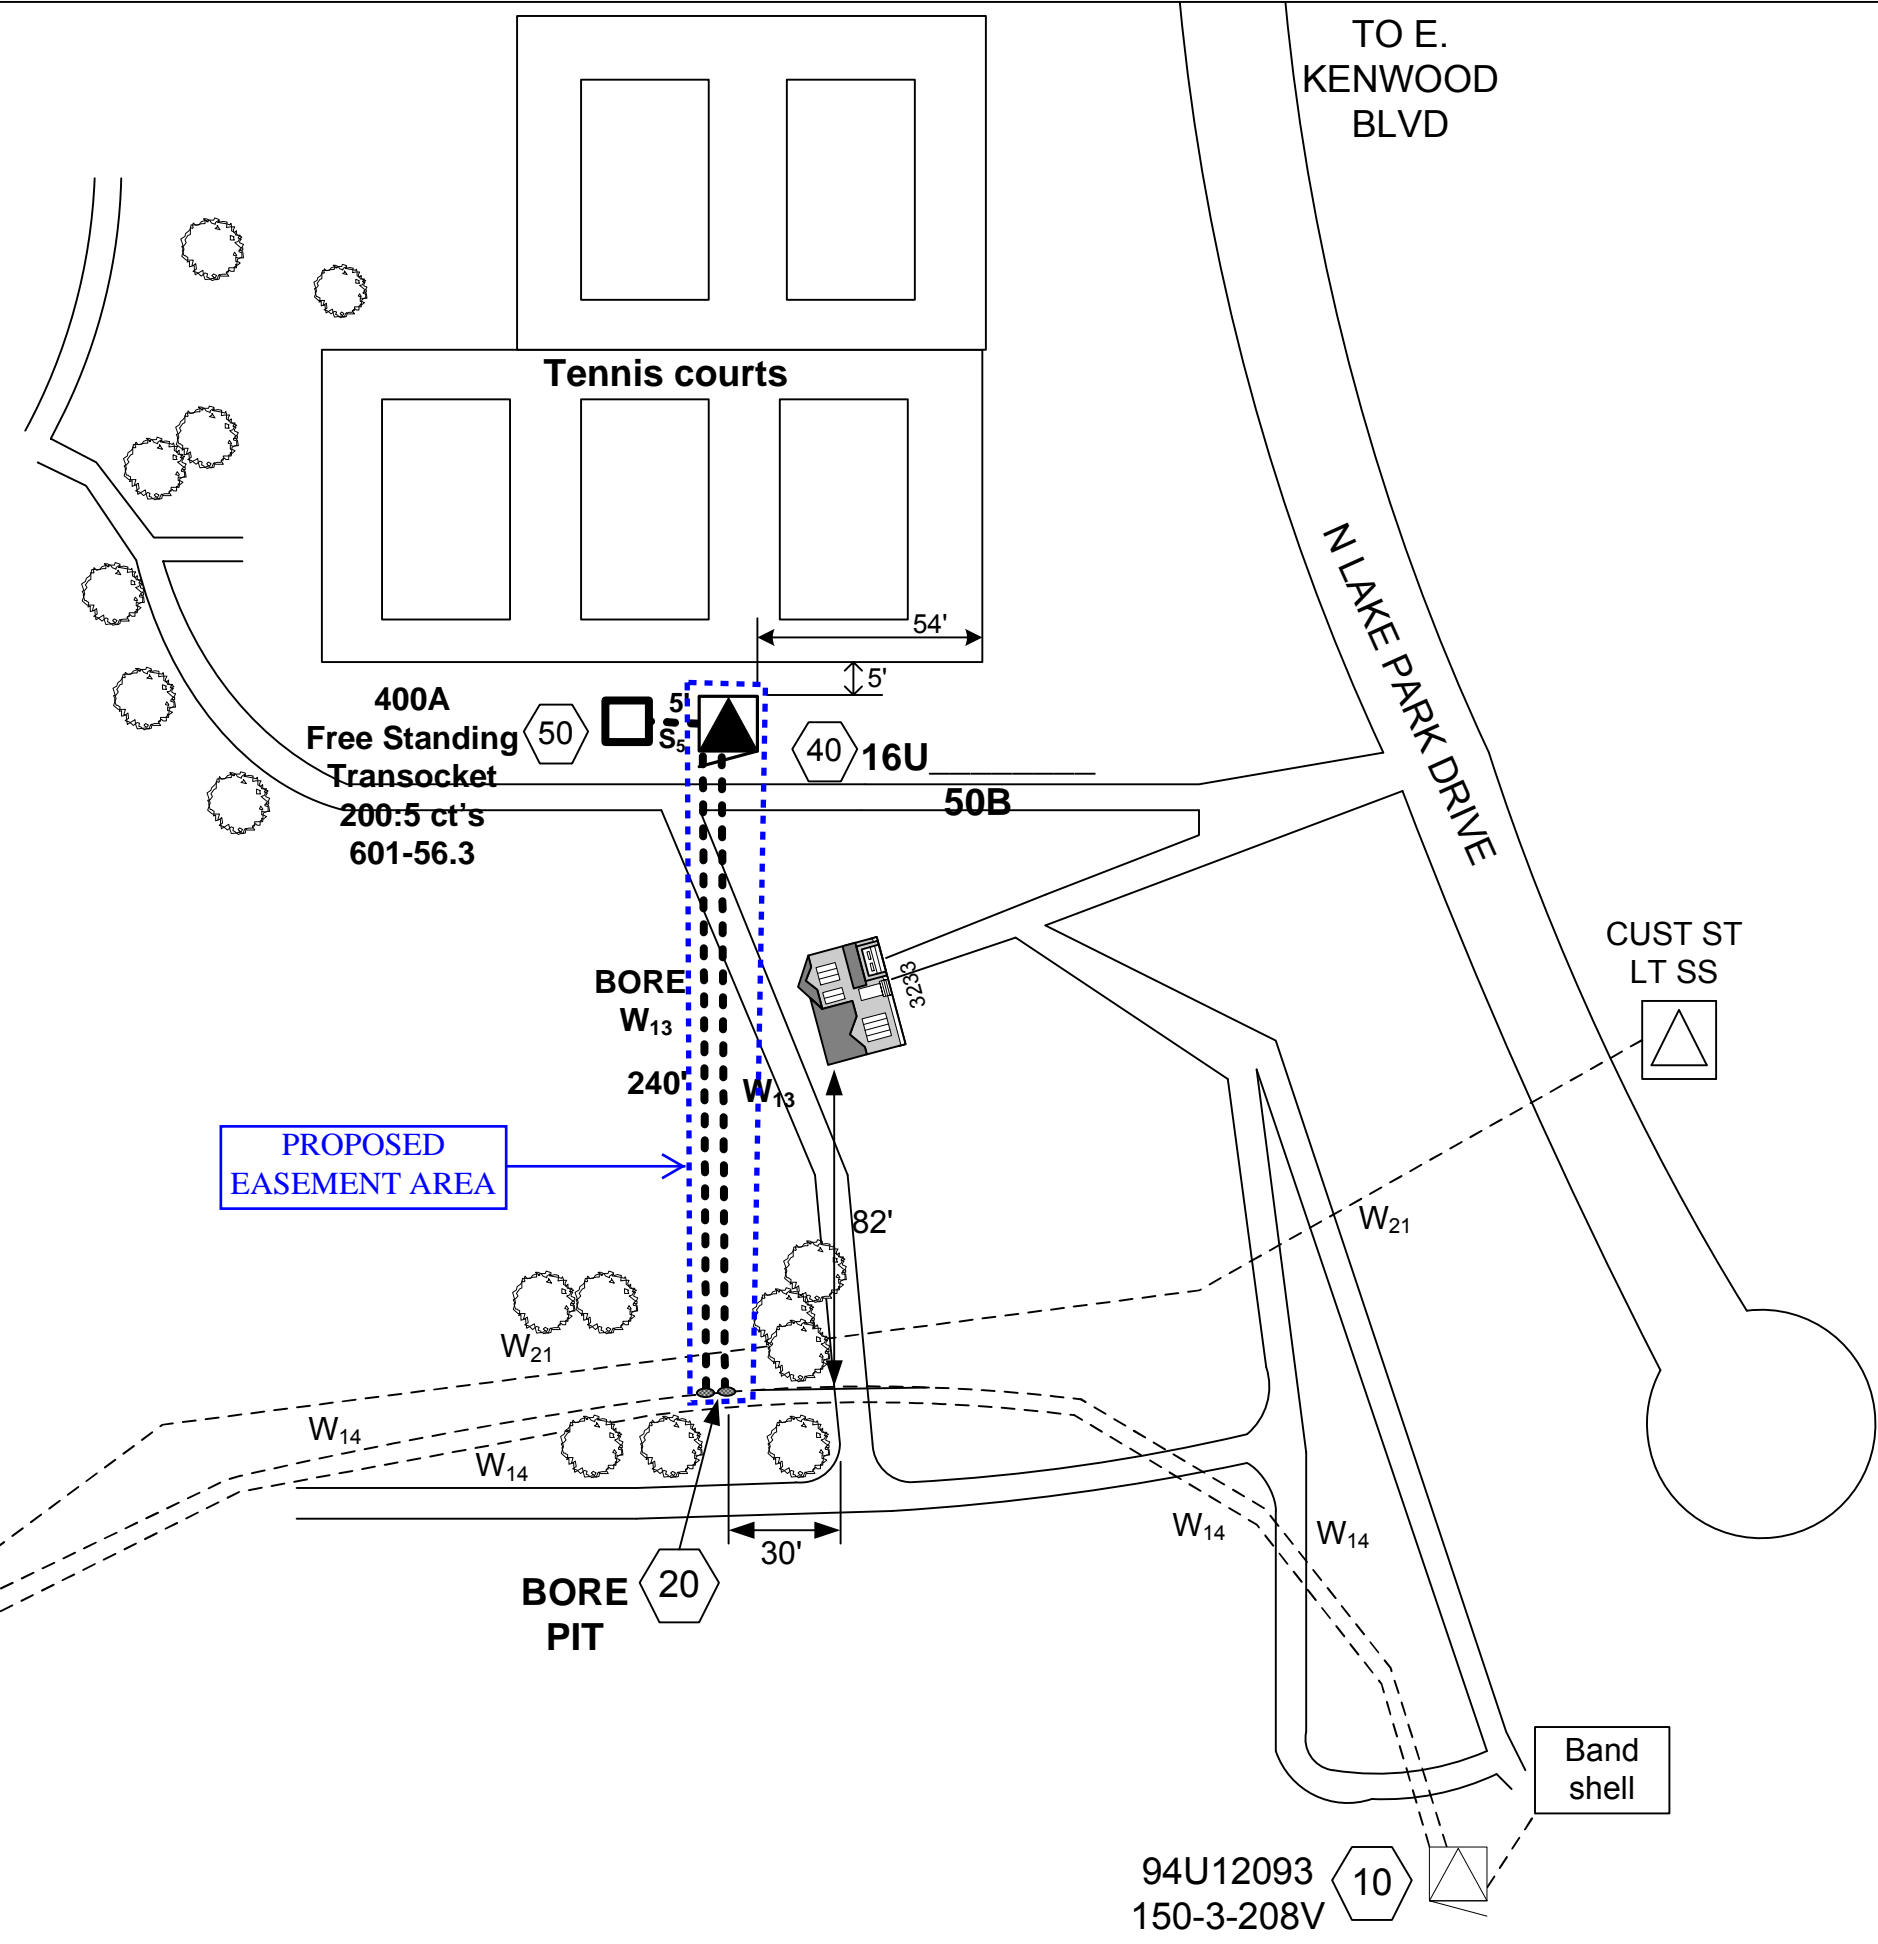 TO E.
KENWOOD
BLVD
Tennis courts
N LAKE PARK DRIVE
54'
5'
400A
Free Standing
Transocket
200:5 ct's
601-56.3
50
5'
S5
40
16U_________
50B
CUST ST
LT SS
3233
BORE
W13
240'
W13
PROPOSED
EASEMENT AREA
82'
W21
W21
W14
W14
W14
W14
30'
BORE
PIT
20
Band
shell
94U12093
150-3-208V
10